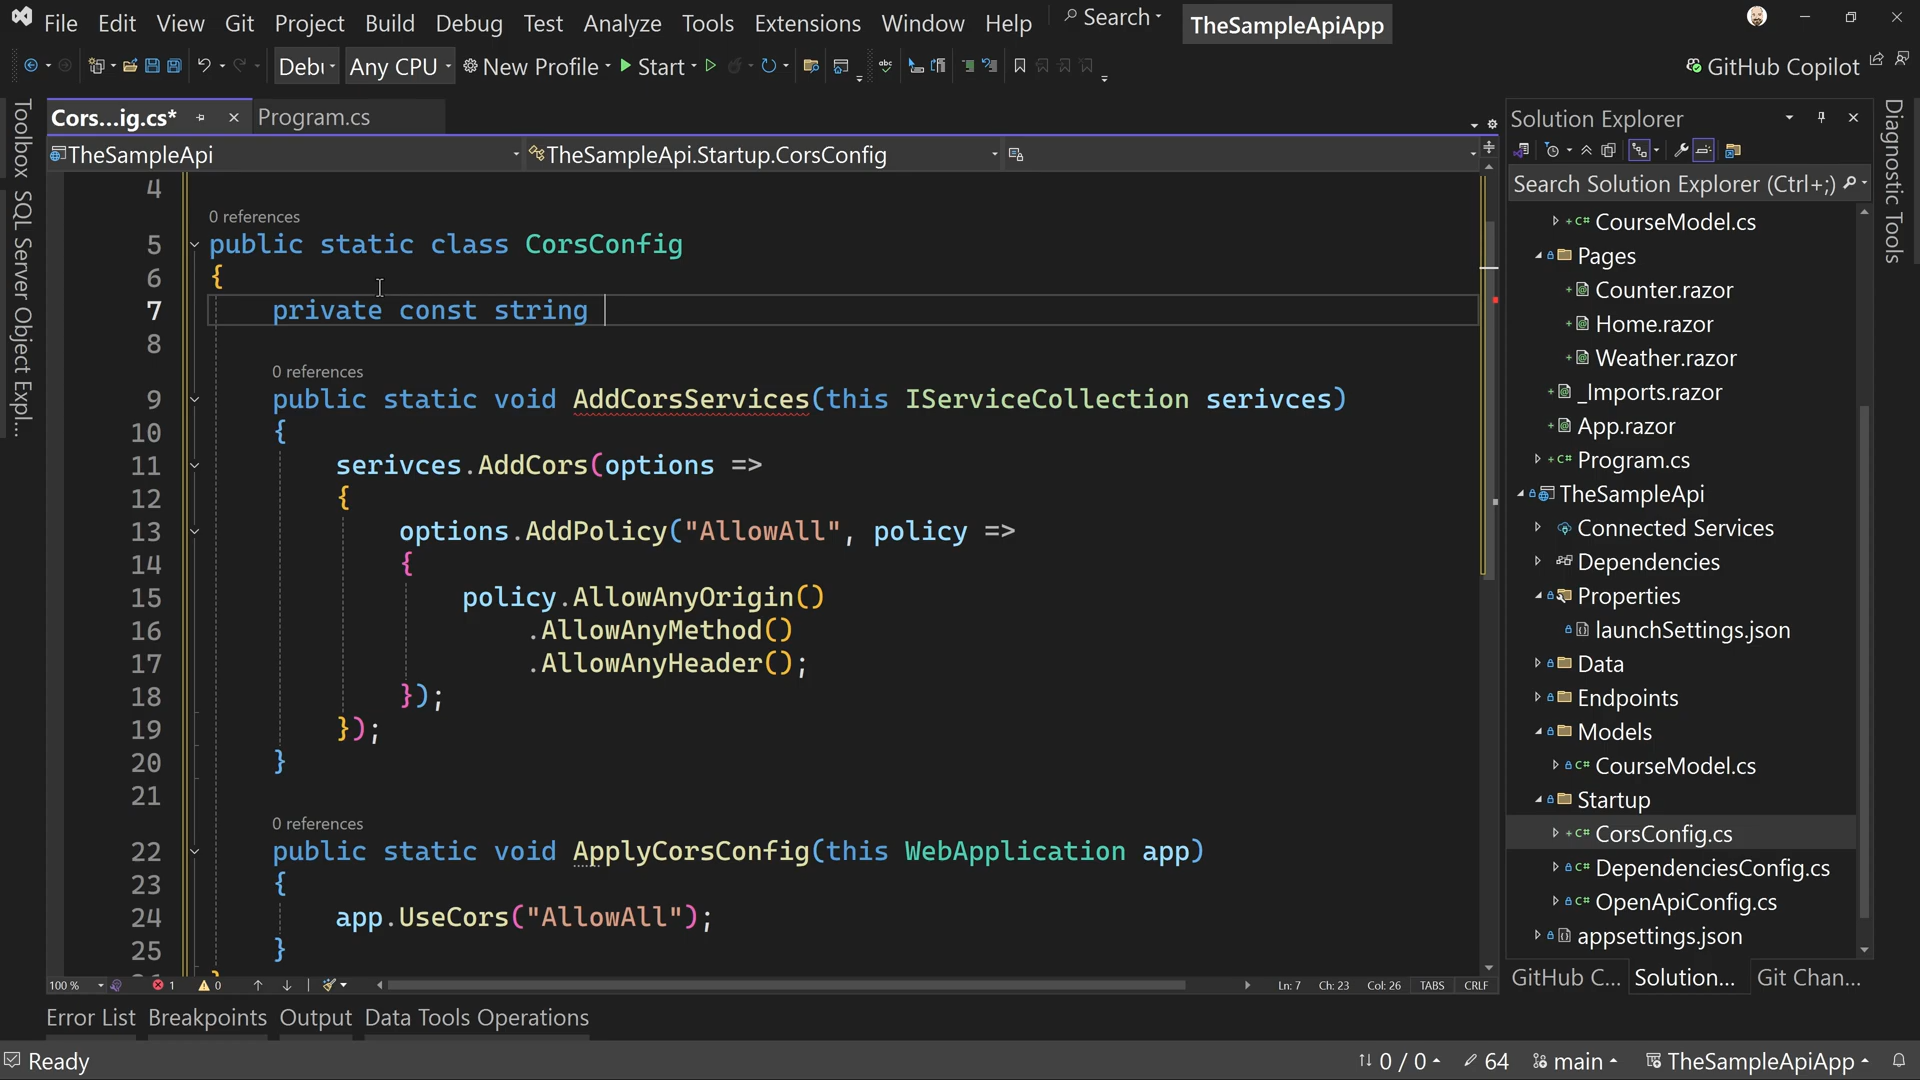 File Edit View Git Project Build Debug Test Analyze Tools Extensions Window Help Search TheSampleApiApp
Debu Any CPU New Profile Start GitHub Copilot
Cors...ig.cs* Program.cs
TheSampleApi TheSampleApi.Startup.CorsConfig
4
0 references
5 public static class CorsConfig
6 {
7 private const string
8
0 references
9 public static void AddCorsServices(this IServiceCollection serivces)
10 {
11 serivces.AddCors(options =>
12 {
13 options.AddPolicy("AllowAll", policy =>
14 {
15 policy.AllowAnyOrigin()
16 .AllowAnyMethod()
17 .AllowAnyHeader();
18 });
19 });
20 }
21
0 references
22 public static void ApplyCorsConfig(this WebApplication app)
23 {
24 app.UseCors("AllowAll");
25 }
100 % 1 0 Ln: 7 Ch: 23 Col: 26 TABS CRLF
Toolbox
SQL Server Object Expl...
Solution Explorer
Search Solution Explorer (Ctrl+;)
C# CourseModel.cs
Pages
Counter.razor
Home.razor
Weather.razor
_Imports.razor
App.razor
C# Program.cs
TheSampleApi
Connected Services
Dependencies
Properties
launchSettings.json
Data
Endpoints
Models
C# CourseModel.cs
Startup
C# CorsConfig.cs
C# DependenciesConfig.cs
C# OpenApiConfig.cs
appsettings.json
GitHub C... Solution... Git Chan...
Diagnostic Tools
Error List Breakpoints Output Data Tools Operations
Ready 0 / 0 64 main TheSampleApiApp